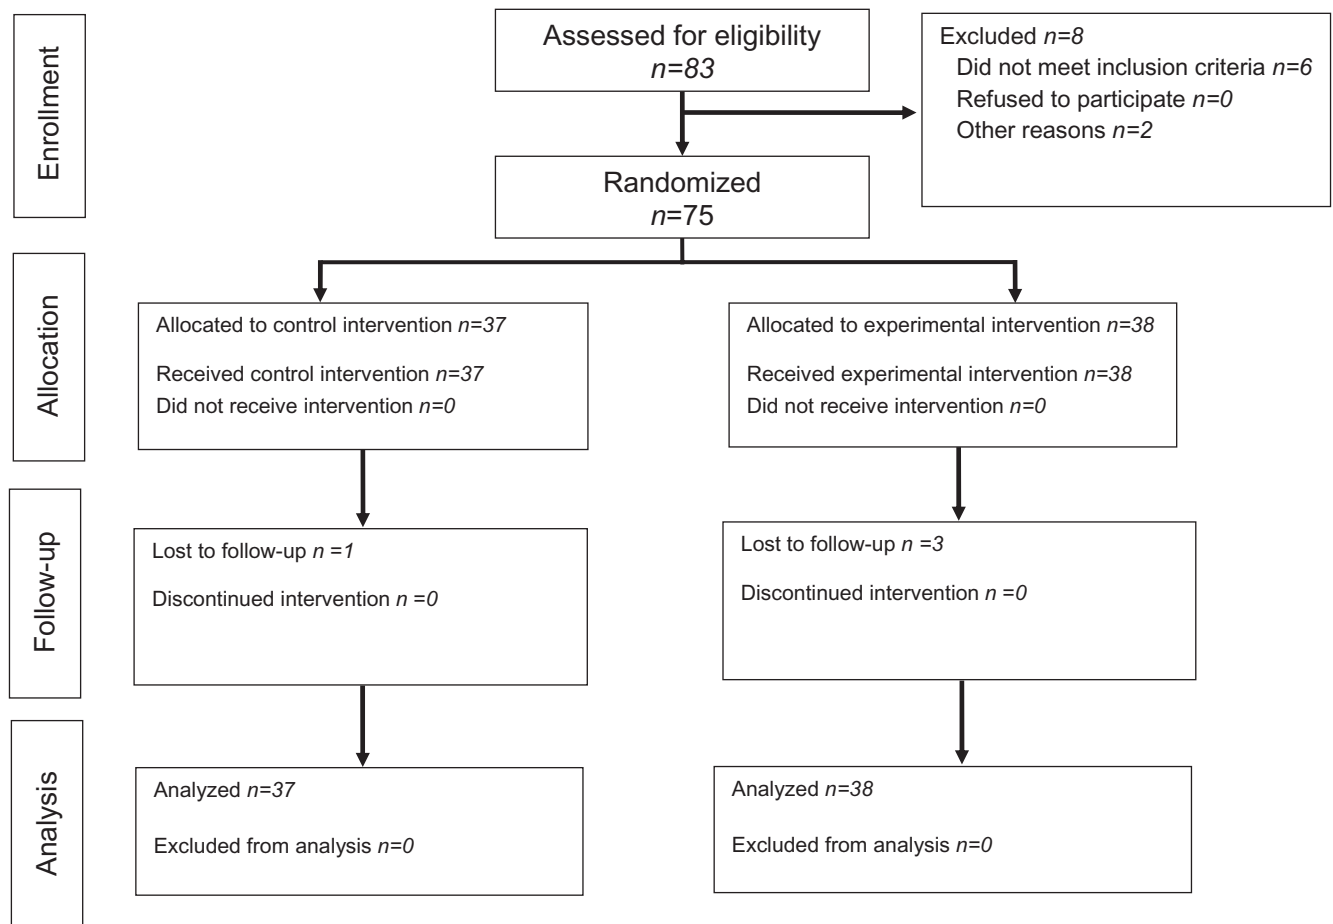 Enrollment
Assessed for eligibility
n=83
Excluded n=8
Did not meet inclusion criteria n=6
Refused to participate n=0
Other reasons n=2
Randomized
n=75
Allocation
Allocated to control intervention n=37
Received control intervention n=37
Did not receive intervention n=0
Allocated to experimental intervention n=38
Received experimental intervention n=38
Did not receive intervention n=0
Follow-up
Lost to follow-up n =1
Discontinued intervention n =0
Lost to follow-up n =3
Discontinued intervention n =0
Analysis
Analyzed n=37
Excluded from analysis n=0
Analyzed n=38
Excluded from analysis n=0